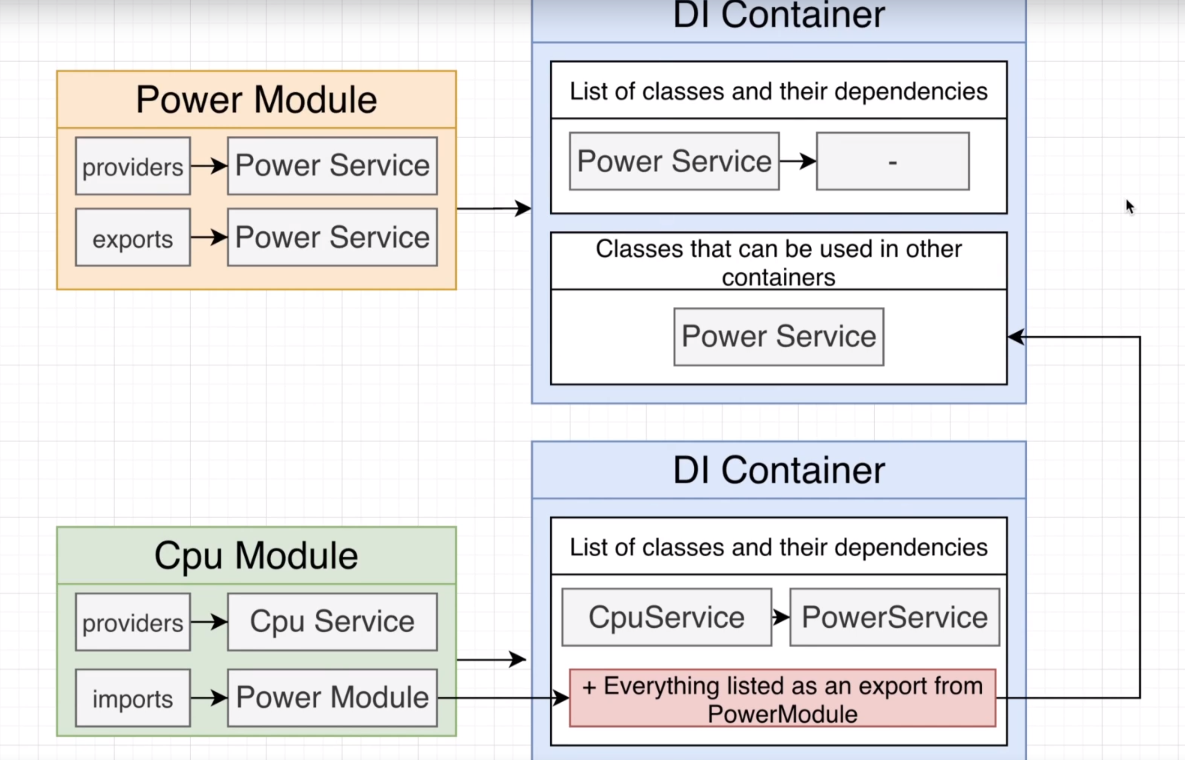 DI Container
Power Module
providers
Power Service
exports
Power Service
List of classes and their dependencies
Power Service
-
Classes that can be used in other
containers
Power Service
Cpu Module
providers
Cpu Service
imports
Power Module
DI Container
List of classes and their dependencies
CpuService
PowerService
+ Everything listed as an export from
PowerModule